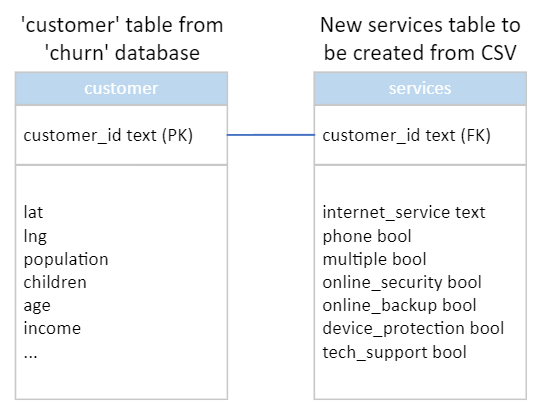 'customer' table from
'churn' database
customer
customer_id text (PK)
lat
lng
population
children
age
income
...
New services table to
be created from CSV
services
customer_id text (FK)
internet_service text
phone bool
multiple bool
online_security bool
online_backup bool
device_protection bool
tech_support bool